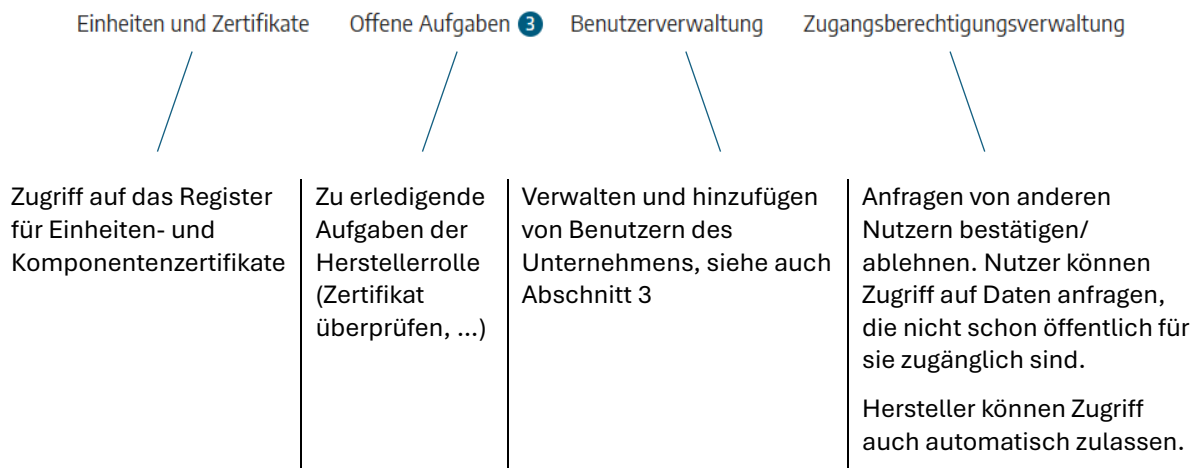 Einheiten und Zertifikate Offene Aufgaben 3 Benutzerverwaltung Zugangsberechtigungsverwaltung
Zugriff auf das Register
für Einheiten- und
Komponentenzertifikate
Zu erledigende
Aufgaben der
Herstellerrolle
(Zertifikat
überprüfen, ...)
Verwalten und hinzufügen
von Benutzern des
Unternehmens, siehe auch
Abschnitt 3
Anfragen von anderen
Nutzern bestätigen/
ablehnen. Nutzer können
Zugriff auf Daten anfragen,
die nicht schon öffentlich für
sie zugänglich sind.
Hersteller können Zugriff
auch automatisch zulassen.